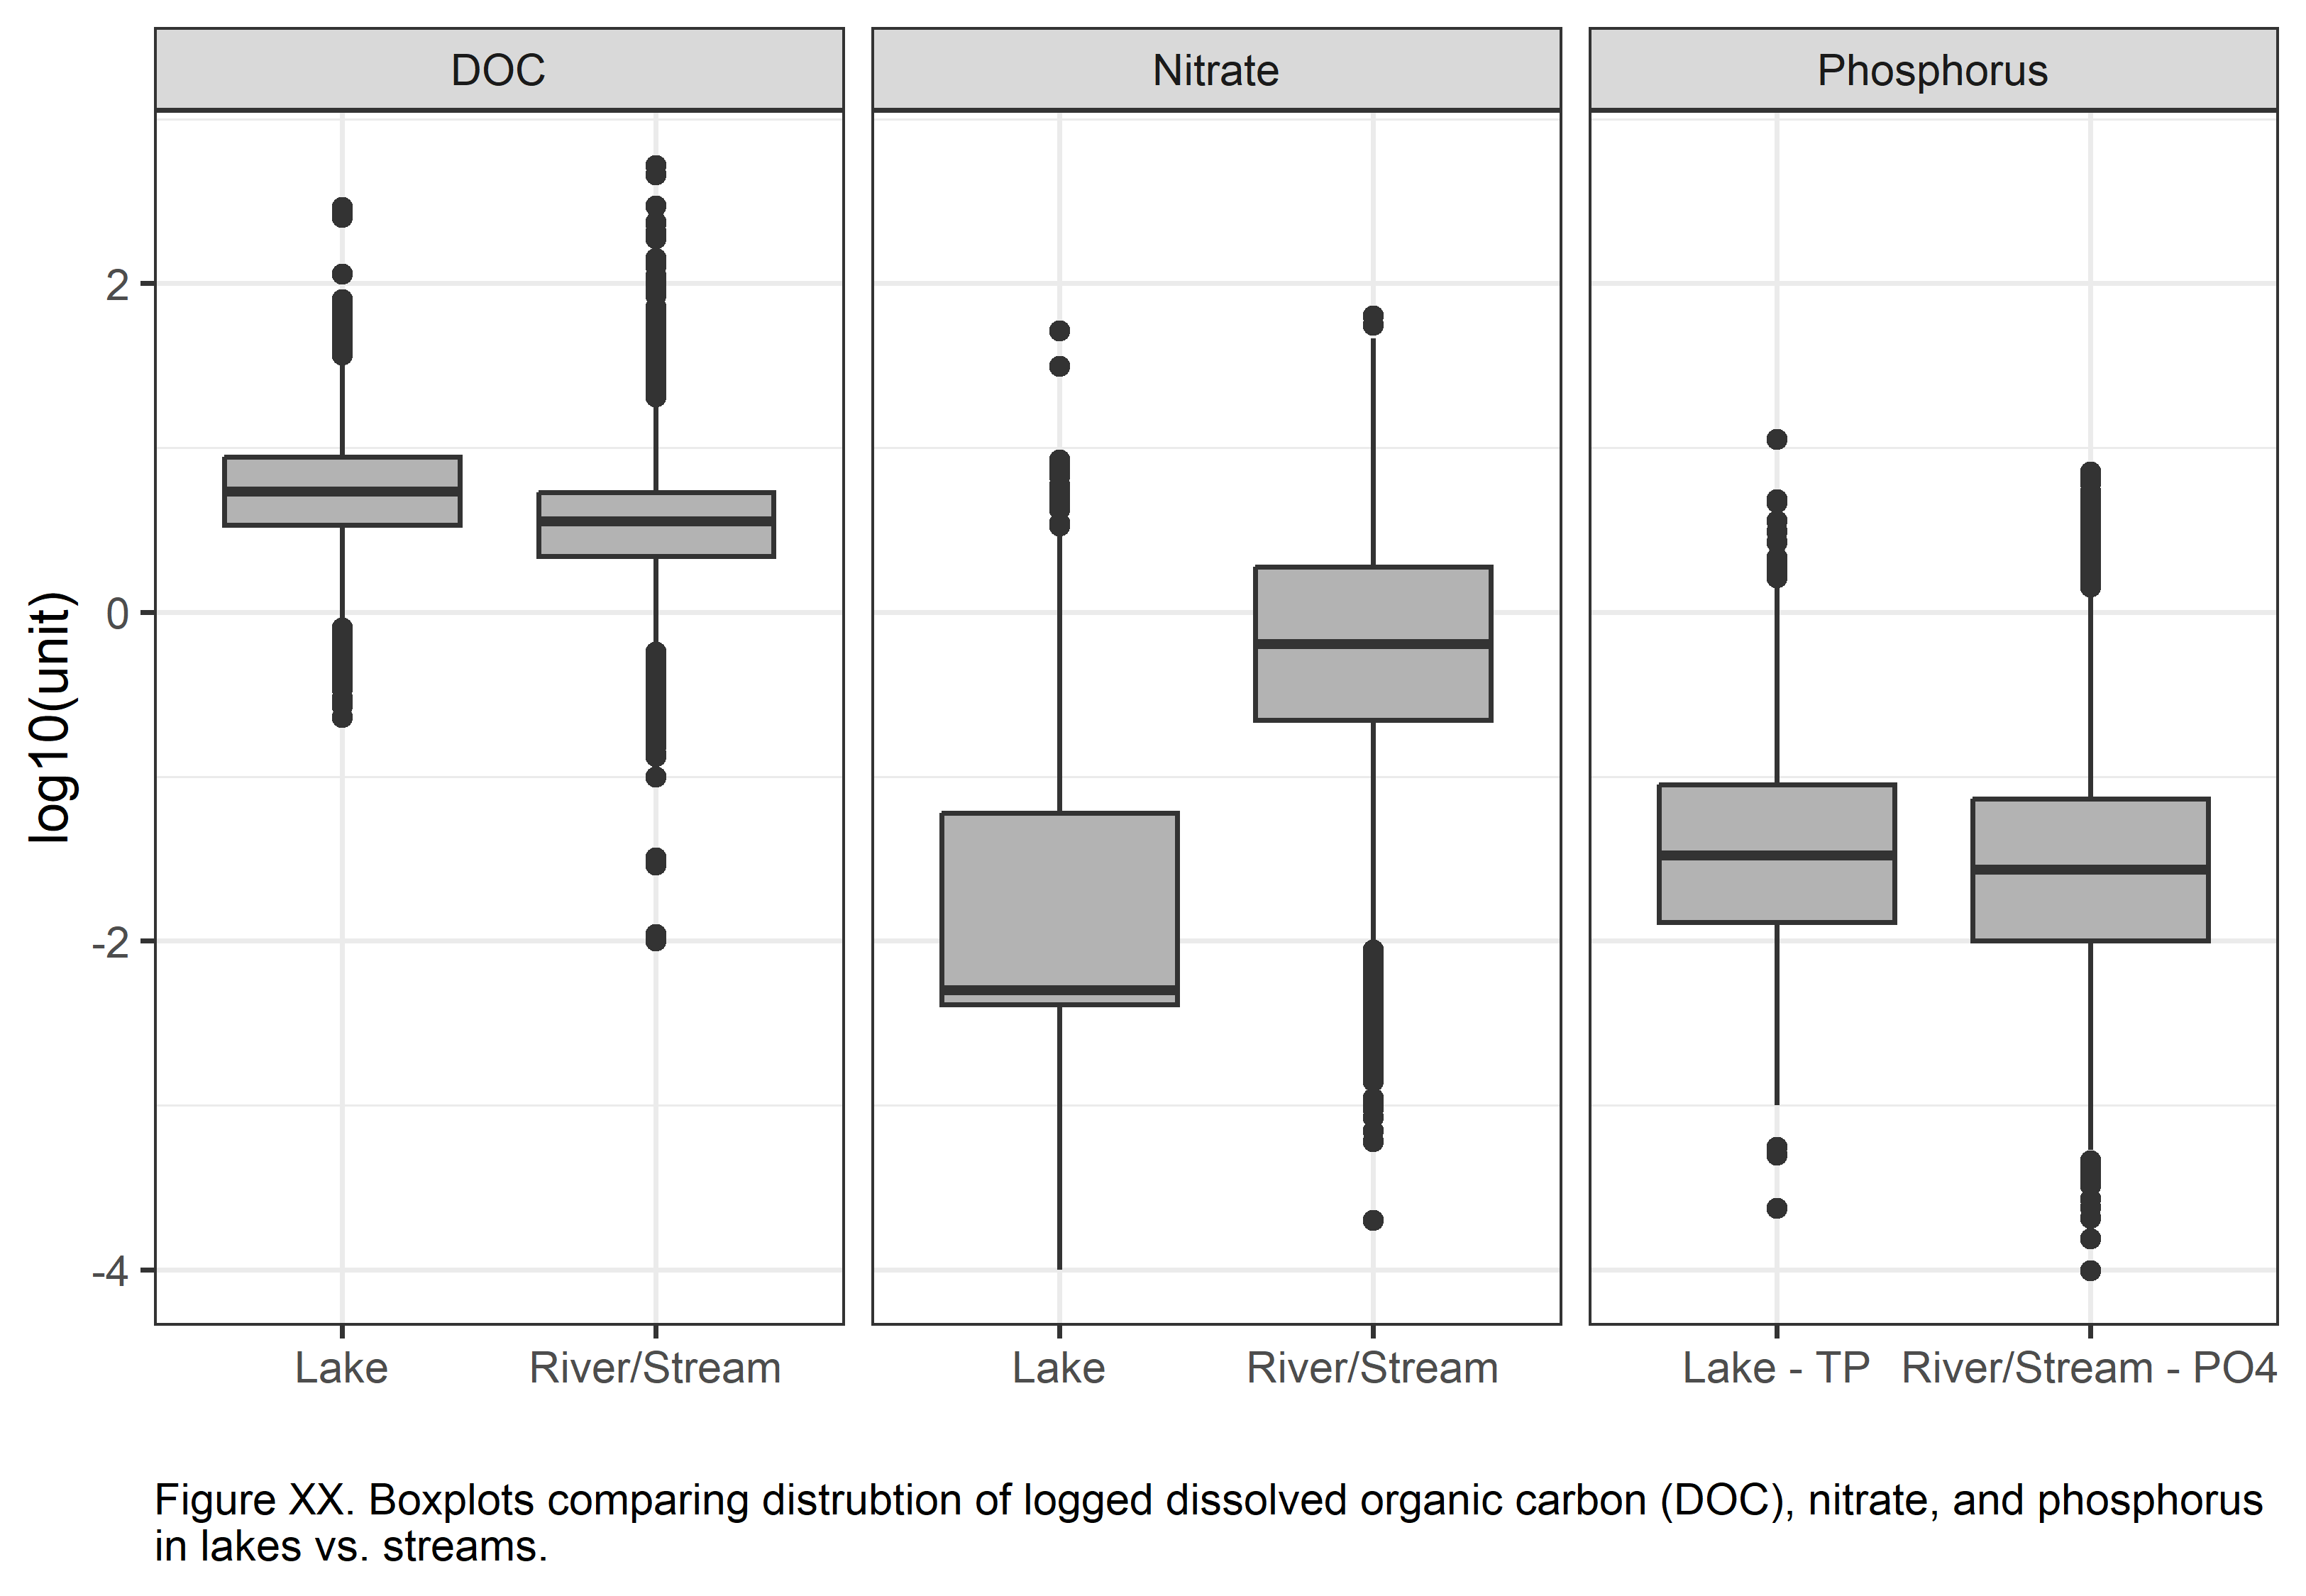 DOC
Nitrate
Phosphorus
log10(unit)
2
0
-2
-4
Lake
River/Stream
Lake
River/Stream
Lake - TP
River/Stream - PO4
Figure XX. Boxplots comparing distrubtion of logged dissolved organic carbon (DOC), nitrate, and phosphorus
in lakes vs. streams.